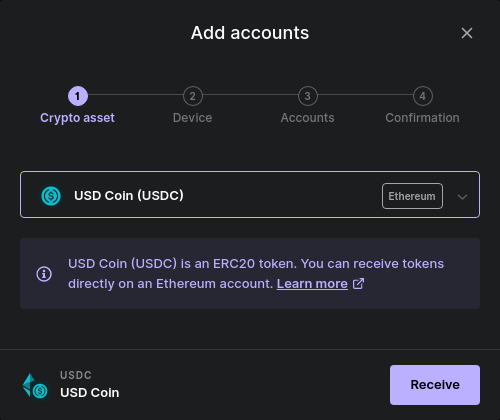 Add accounts
1 2 3 4
Crypto asset Device Accounts Confirmation
USD Coin (USDC) Ethereum
USD Coin (USDC) is an ERC20 token. You can receive tokens
directly on an Ethereum account. Learn more
USDC
USD Coin
Receive